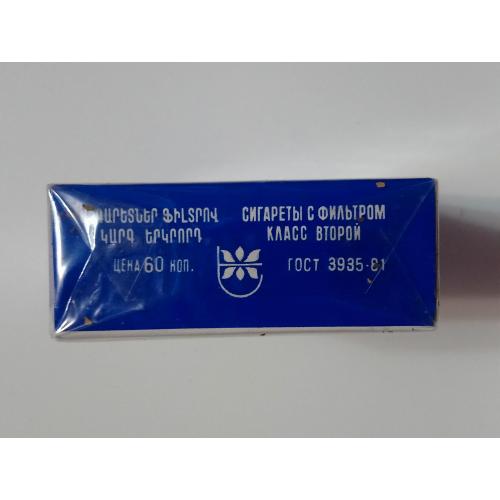 ՍԻԳԱՐԵՏՆԵՐ ՖԻԼՏՐՈՎ
ԿԱՐԳ ԵՐԿՐՈՐԴ
ЦЕНА 60 КОП.
СИГАРЕТЫ С ФИЛЬТРОМ
КЛАСС ВТОРОЙ
ГОСТ 3935-81